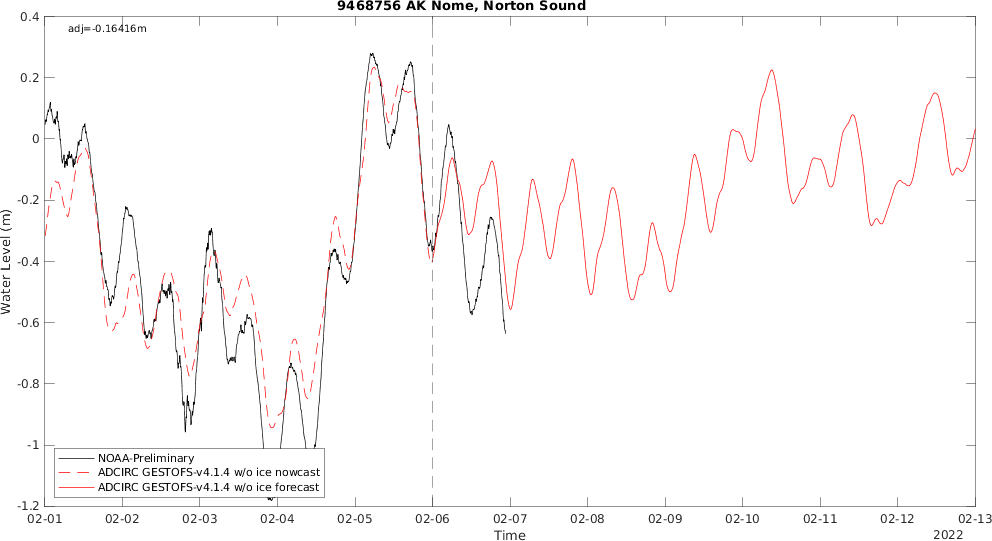 9468756 AK Nome, Norton Sound
adj=-0.16416m
0.4
0.2
0
-0.2
-0.4
-0.6
-0.8
-1
-1.2
Water Level (m)
NOAA-Preliminary
ADCIRC GESTOFS-v4.1.4 w/o ice nowcast
ADCIRC GESTOFS-v4.1.4 w/o ice forecast
02-01 02-02 02-03 02-04 02-05 02-06 02-07 02-08 02-09 02-10 02-11 02-12 02-13
Time
2022